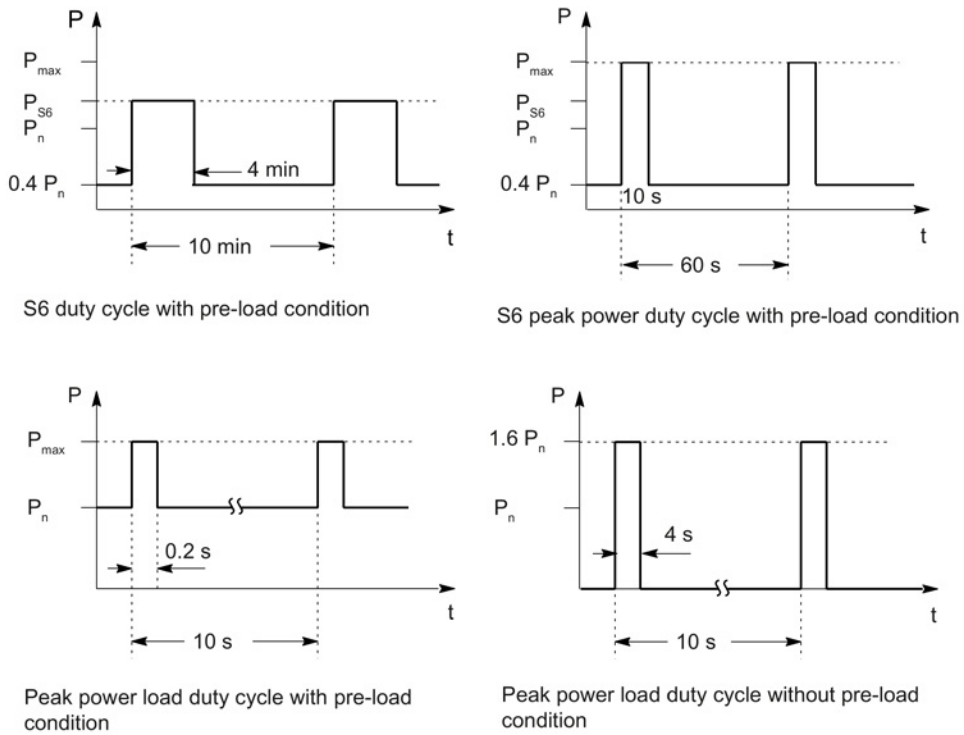 P
Pmax
PS6
Pn
0.4 Pn
4 min
10 min
t
S6 duty cycle with pre-load condition
P
Pmax
PS6
Pn
0.4 Pn
10 s
60 s
t
S6 peak power duty cycle with pre-load condition
P
Pmax
Pn
0.2 s
10 s
t
Peak power load duty cycle with pre-load
condition
P
1.6 Pn
Pn
4 s
10 s
t
Peak power load duty cycle without pre-load
condition